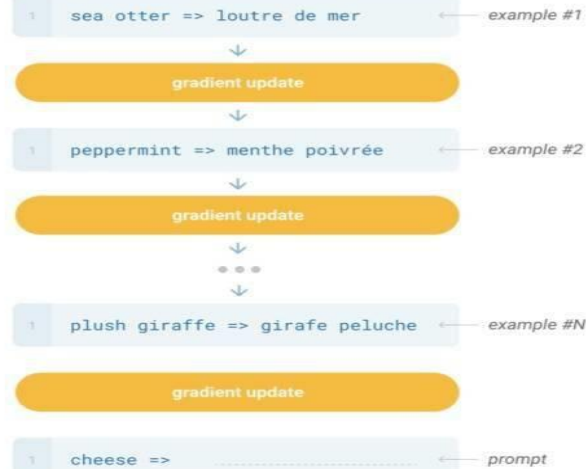 1 sea otter => loutre de mer example #1
gradient update
1 peppermint => menthe poivrée example #2
gradient update
1 plush giraffe => girafe peluche example #N
gradient update
1 cheese => prompt